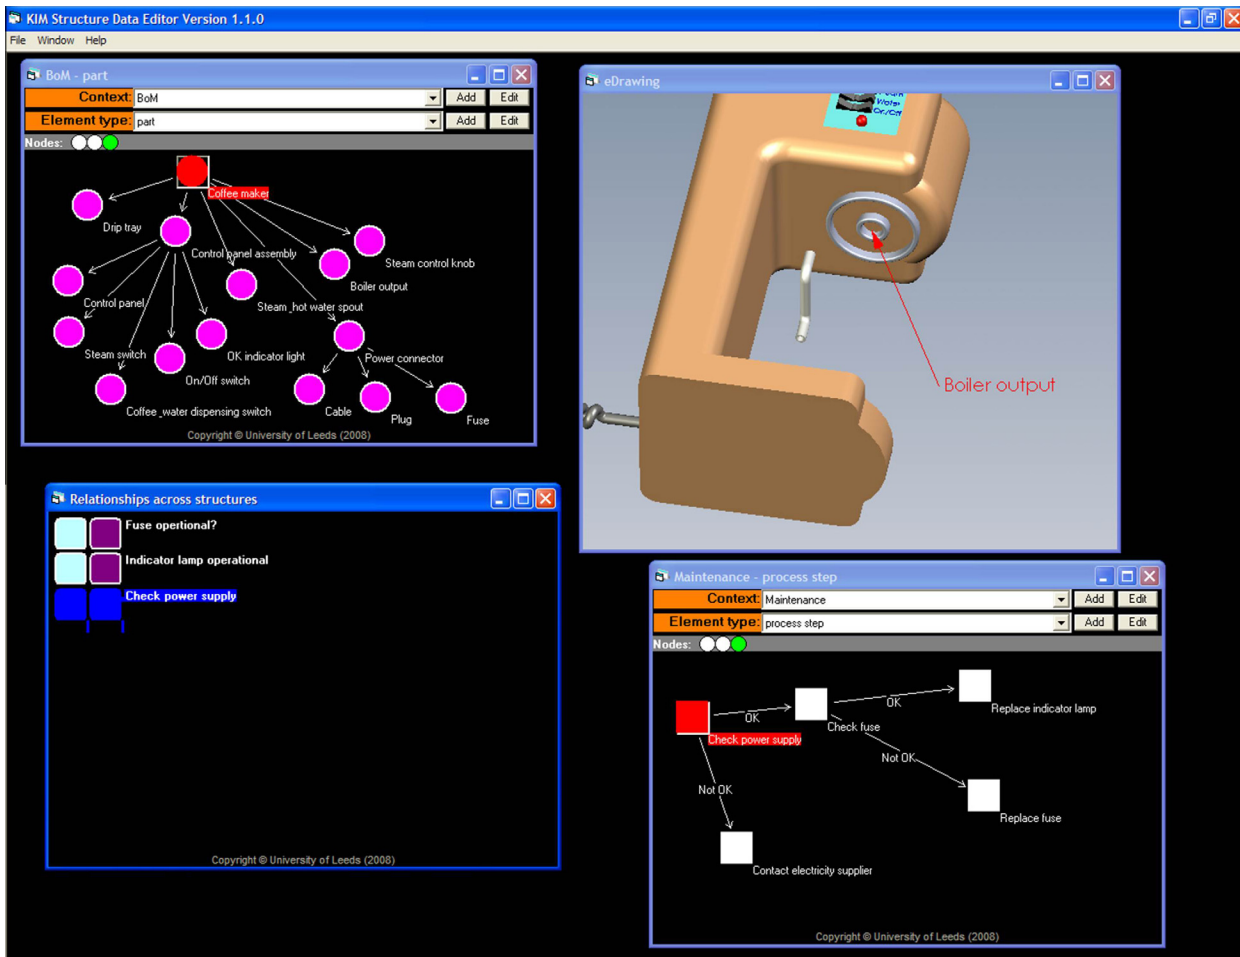 KIM Structure Data Editor Version 1.1.0
File Window Help
BoM - part
Context: BoM Add Edit
Element type: part Add Edit
Nodes:
Coffee maker
Drip tray
Control panel assembly
Steam control knob
Boiler output
Control panel
Steam_hot water spout
Steam switch
OK indicator light
Power connector
On/Off switch
Coffee_water dispensing switch
Cable
Plug
Fuse
Copyright © University of Leeds (2008)
eDrawing
Water
On/Off
Boiler output
Relationships across structures
Fuse opertional?
Indicator lamp operational
Check power supply
Copyright © University of Leeds (2008)
Maintenance - process step
Context: Maintenance Add Edit
Element type: process step Add Edit
Nodes:
OK
Replace indicator lamp
OK
Check fuse
Check power supply
Not OK
Not OK
Replace fuse
Contact electricity supplier
Copyright © University of Leeds (2008)